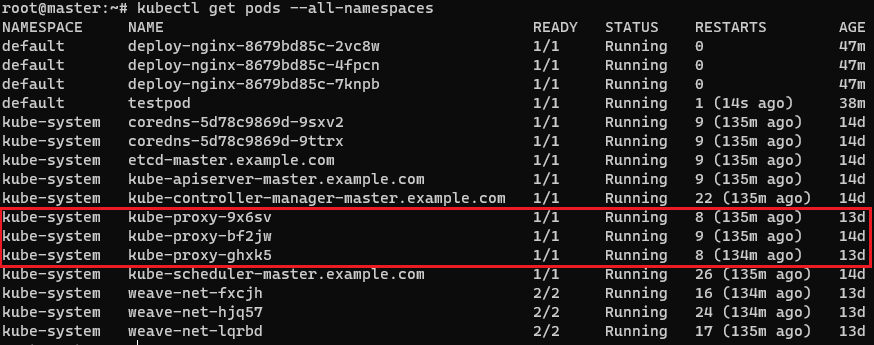 root@master:~# kubectl get pods --all-namespaces
NAMESPACE     NAME                                         READY   STATUS    RESTARTS        AGE
default       deploy-nginx-8679bd85c-2vc8w                 1/1     Running   0               47m
default       deploy-nginx-8679bd85c-4fpcn                 1/1     Running   0               47m
default       deploy-nginx-8679bd85c-7knpb                 1/1     Running   0               47m
default       testpod                                      1/1     Running   1 (14s ago)     38m
kube-system   coredns-5d78c9869d-9sxv2                     1/1     Running   9 (135m ago)    14d
kube-system   coredns-5d78c9869d-9ttrx                     1/1     Running   9 (135m ago)    14d
kube-system   etcd-master.example.com                      1/1     Running   9 (135m ago)    14d
kube-system   kube-apiserver-master.example.com            1/1     Running   9 (135m ago)    14d
kube-system   kube-controller-manager-master.example.com   1/1     Running   22 (135m ago)   14d
kube-system   kube-proxy-9x6sv                             1/1     Running   8 (135m ago)    13d
kube-system   kube-proxy-bf2jw                             1/1     Running   9 (135m ago)    14d
kube-system   kube-proxy-ghxk5                             1/1     Running   8 (134m ago)    13d
kube-system   kube-scheduler-master.example.com            1/1     Running   26 (135m ago)   14d
kube-system   weave-net-fxcjh                              2/2     Running   16 (134m ago)   13d
kube-system   weave-net-hjq57                              2/2     Running   24 (134m ago)   13d
kube-system   weave-net-lqrbd                              2/2     Running   17 (135m ago)   13d